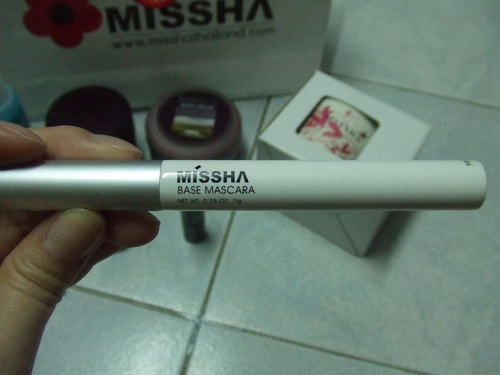 MISSHA
www.misshathailand.com
MISSHA
BASE MASCARA
NET WT. 0.25 OZ. 7g